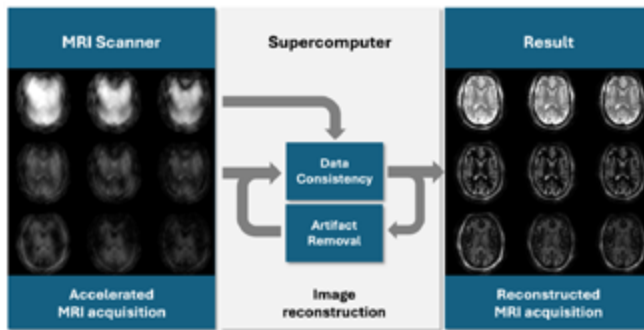 MRI Scanner
Accelerated
MRI acquisition
Supercomputer
Data
Consistency
Artifact
Removal
Image
reconstruction
Result
Reconstructed
MRI acquisition